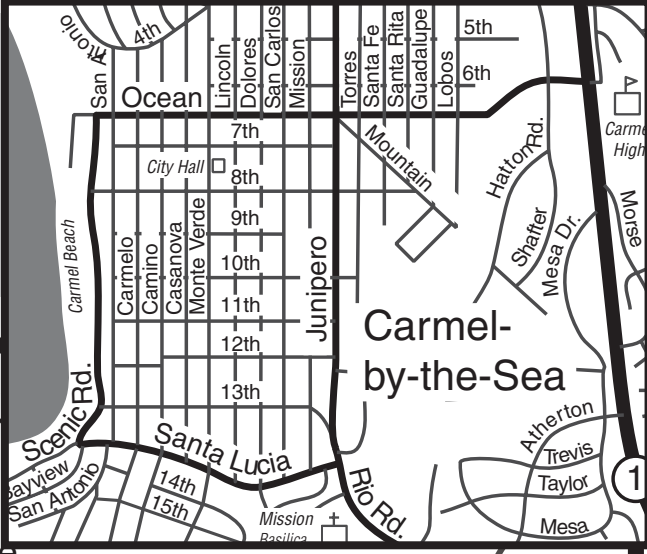 San Antonio
4th
Lincoln
Dolores
San Carlos
Mission
Torres
Santa Fe
Santa Rita
Guadalupe
Lobos
5th
6th
Ocean
7th
Mountain
City Hall
8th
Hatton Rd.
Carme
High
Carmel Beach
Carmelo
Camino
Casanova
Monte Verde
9th
10th
11th
Junipero
Shafter
Mesa Dr.
Morse
Carmel-
by-the-Sea
12th
13th
Scenic Rd.
Santa Lucia
Atherton
Trevis
Taylor
Mesa
1
Bayview
San Antonio
14th
15th
Rio Rd.
Mission
Basilica